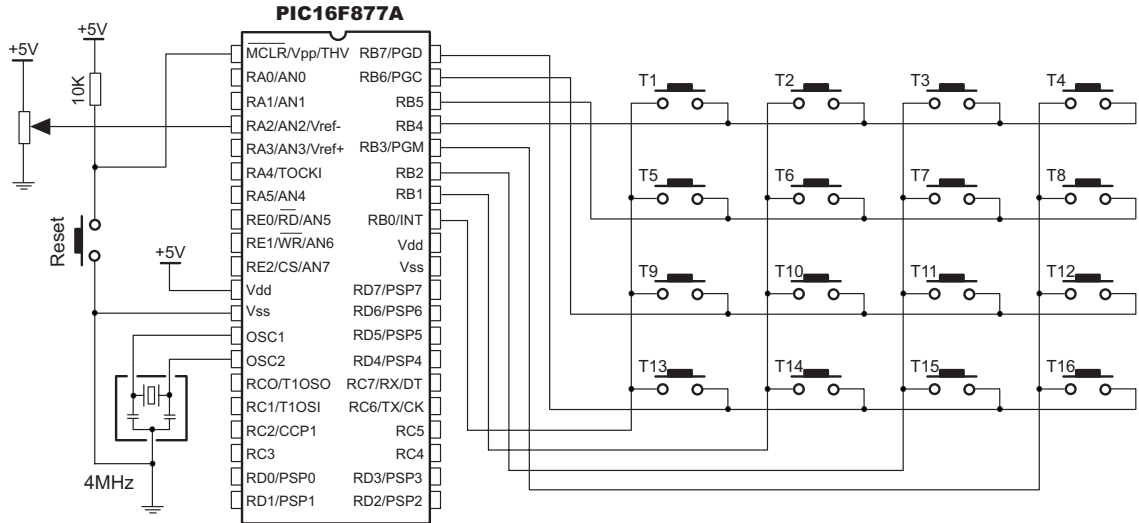 PIC16F877A
+5V
+5V
10K
Reset
+5V
4MHz
MCLR/Vpp/THV RB7/PGD
RA0/AN0 RB6/PGC
RA1/AN1 RB5
RA2/AN2/Vref- RB4
RA3/AN3/Vref+ RB3/PGM
RA4/TOCKI RB2
RA5/AN4 RB1
RE0/RD/AN5 RB0/INT
RE1/WR/AN6 Vdd
RE2/CS/AN7 Vss
Vdd RD7/PSP7
Vss RD6/PSP6
OSC1 RD5/PSP5
OSC2 RD4/PSP4
RCO/T1OSO RC7/RX/DT
RC1/T1OSI RC6/TX/CK
RC2/CCP1 RC5
RC3 RC4
RD0/PSP0 RD3/PSP3
RD1/PSP1 RD2/PSP2
T1 T2 T3 T4
T5 T6 T7 T8
T9 T10 T11 T12
T13 T14 T15 T16